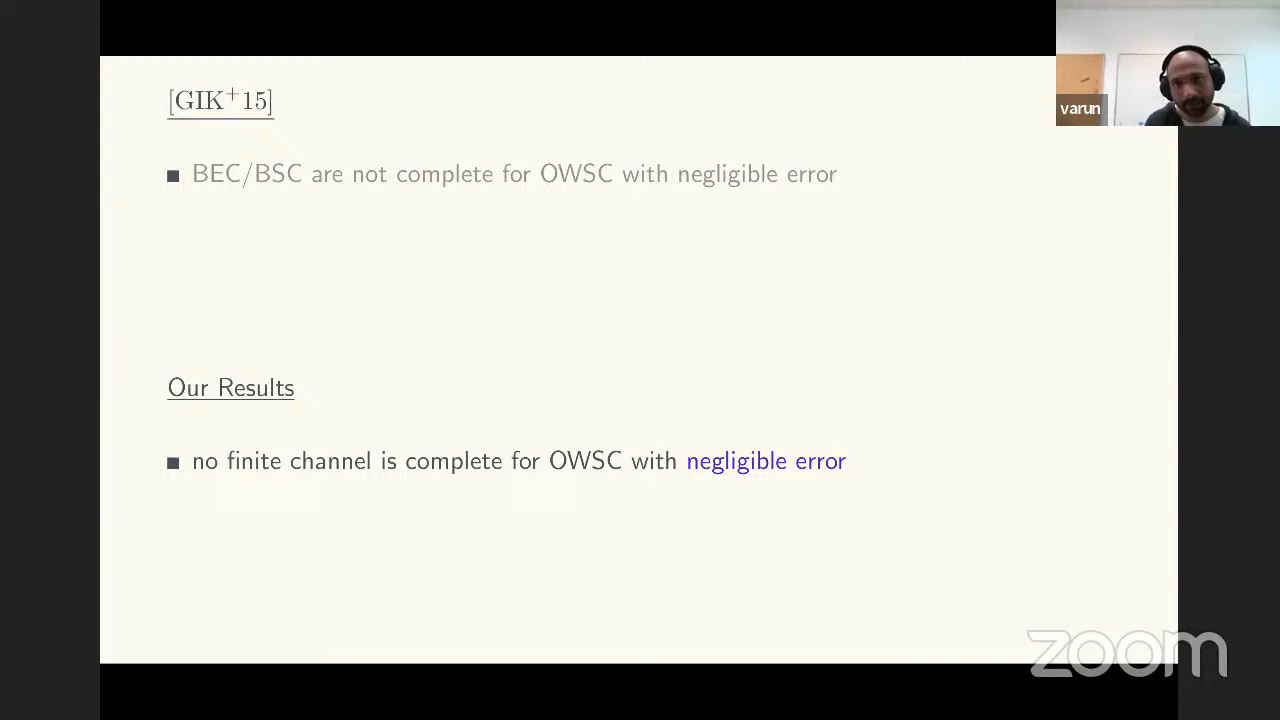 [GIK+15]
■ BEC/BSC are not complete for OWSC with negligible error
Our Results
■ no finite channel is complete for OWSC with negligible error
varun
zoom